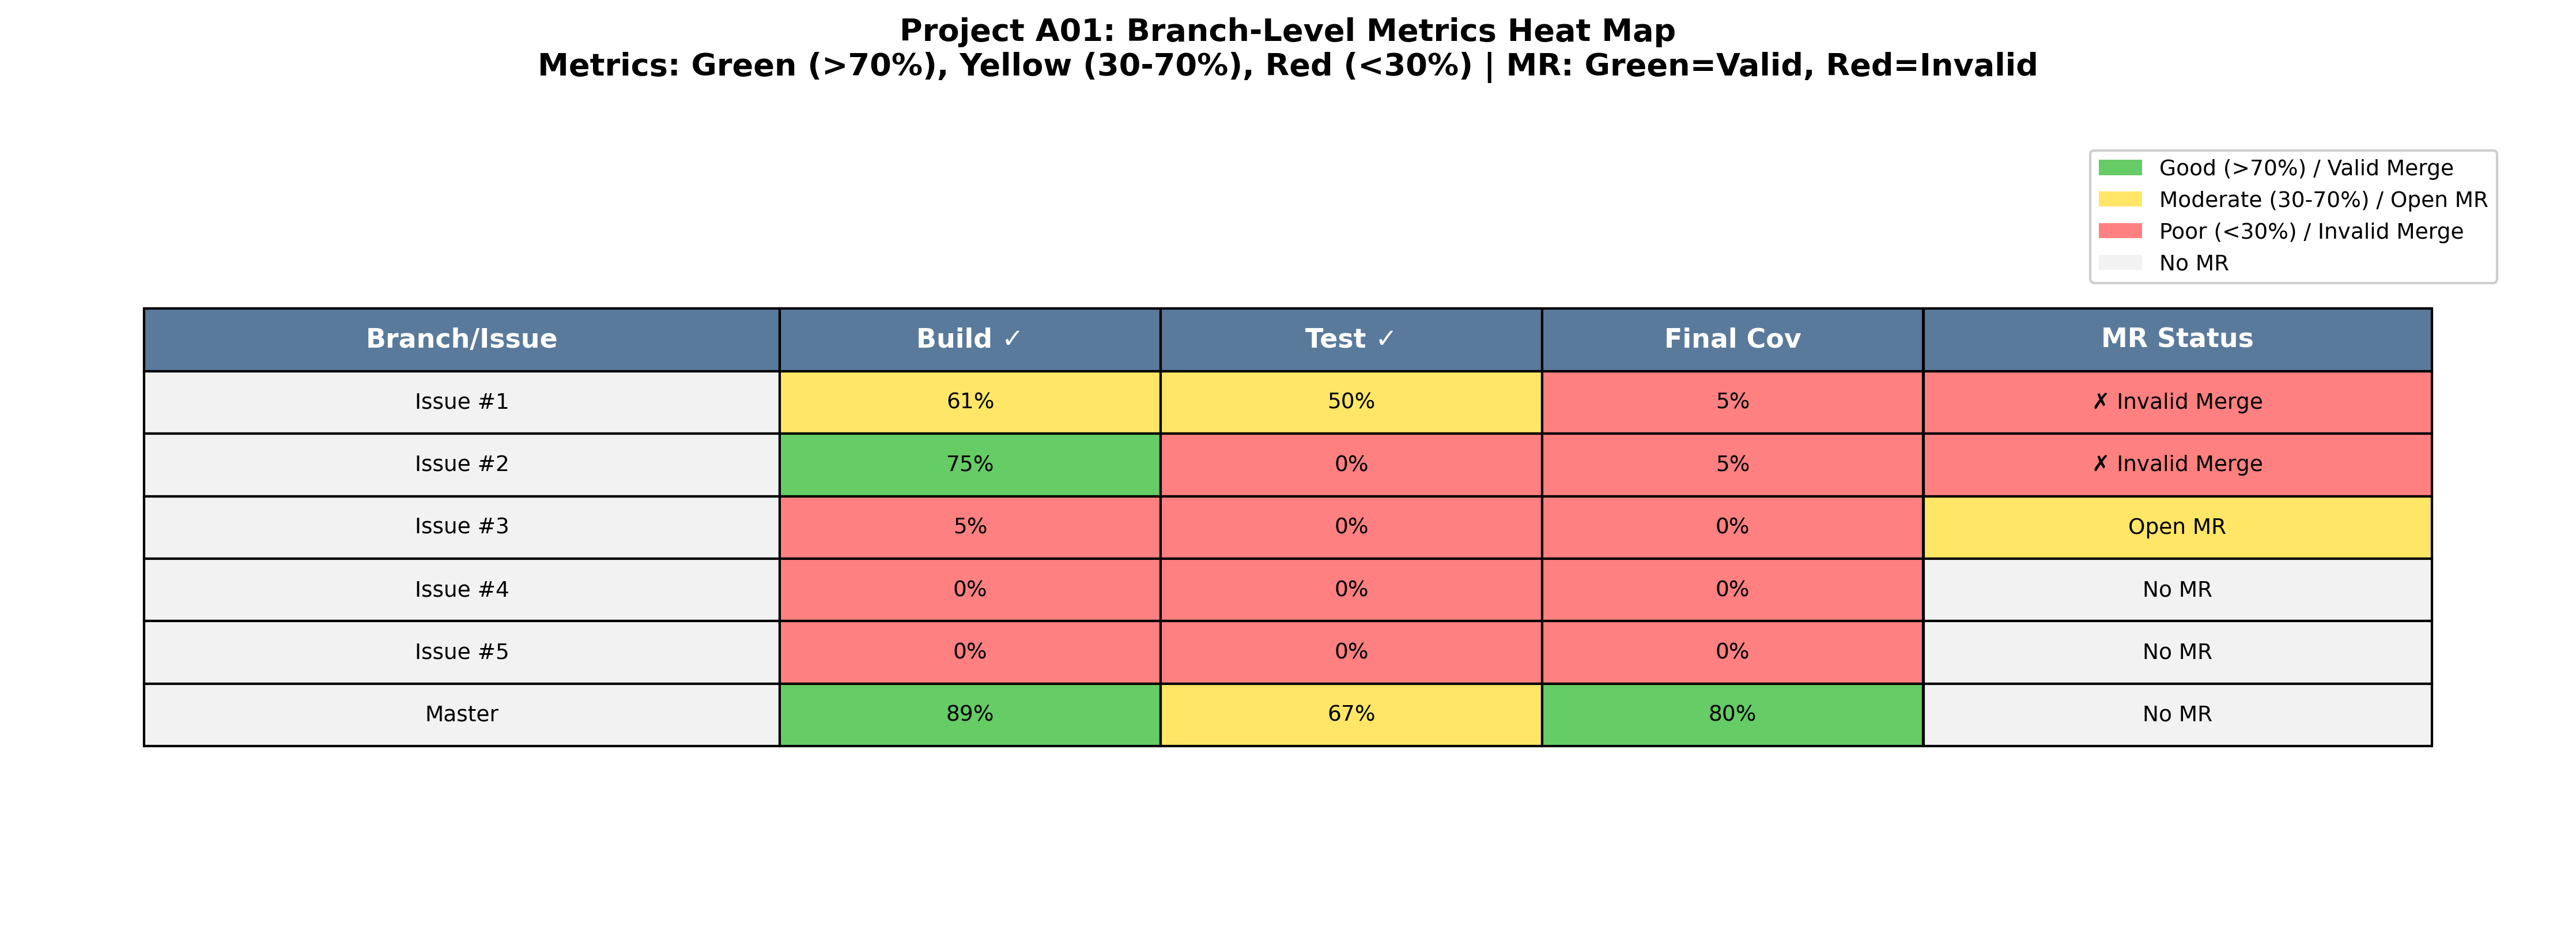 Project A01: Branch-Level Metrics Heat Map
Metrics: Green (>70%), Yellow (30-70%), Red (<30%) | MR: Green=Valid, Red=Invalid
Good (>70%) / Valid Merge
Moderate (30-70%) / Open MR
Poor (<30%) / Invalid Merge
No MR
Branch/Issue Build ✓ Test ✓ Final Cov MR Status
Issue #1 61% 50% 5% ✗ Invalid Merge
Issue #2 75% 0% 5% ✗ Invalid Merge
Issue #3 5% 0% 0% Open MR
Issue #4 0% 0% 0% No MR
Issue #5 0% 0% 0% No MR
Master 89% 67% 80% No MR